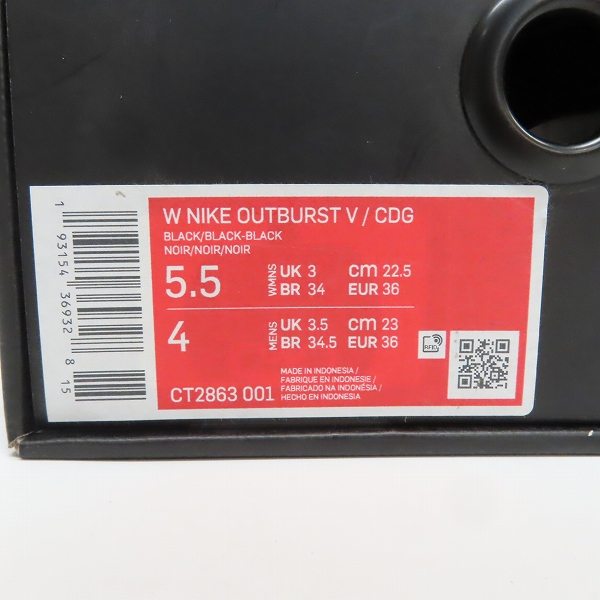 W NIKE OUTBURST V / CDG
BLACK/BLACK-BLACK
NOIR/NOIR/NOIR
5.5 WMNS UK 3 CM 22.5
BR 34 EUR 36
4 MENS UK 3.5 CM 23
BR 34.5 EUR 36
CT2863 001
MADE IN INDONESIA /
FABRIQUE EN INDONESIE /
FABRICADO NA INDONÉSIA /
HECHO EN INDONESIA
RFID
1 93154 36932 8 15